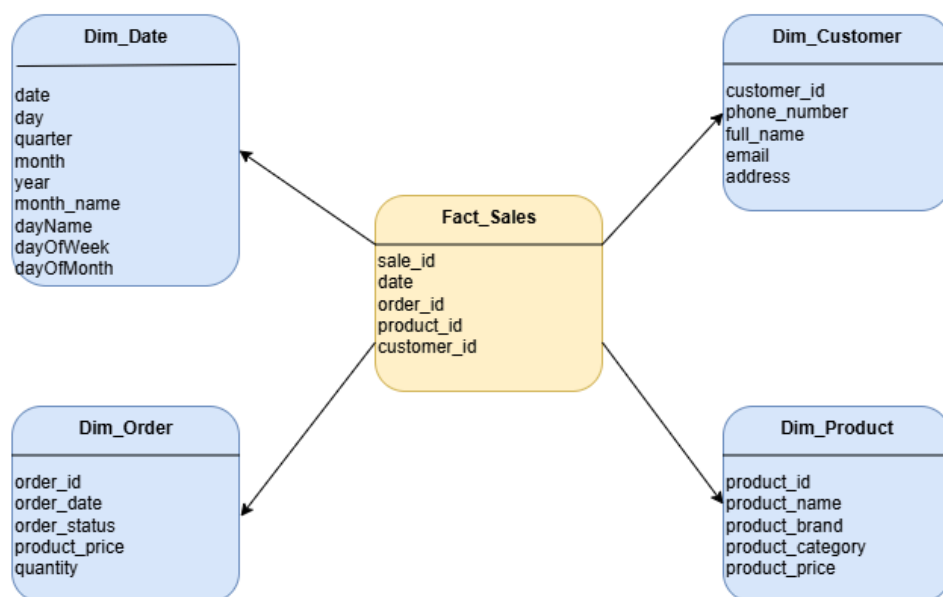 Dim_Date
date
day
quarter
month
year
month_name
dayName
dayOfWeek
dayOfMonth
Dim_Customer
customer_id
phone_number
full_name
email
address
Fact_Sales
sale_id
date
order_id
product_id
customer_id
Dim_Order
order_id
order_date
order_status
product_price
quantity
Dim_Product
product_id
product_name
product_brand
product_category
product_price